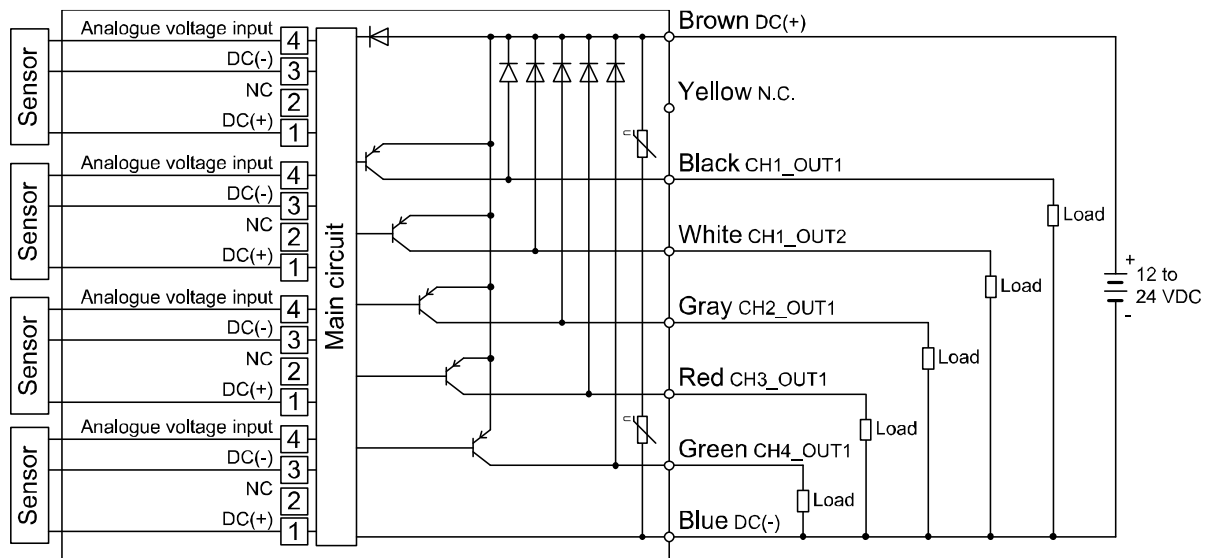 Sensor
Analogue voltage input 4
DC(-) 3
NC 2
DC(+) 1
Sensor
Analogue voltage input 4
DC(-) 3
NC 2
DC(+) 1
Sensor
Analogue voltage input 4
DC(-) 3
NC 2
DC(+) 1
Sensor
Analogue voltage input 4
DC(-) 3
NC 2
DC(+) 1
Main circuit
U
U
Brown DC(+)
Yellow N.C.
Black CH1_OUT1
White CH1_OUT2
Gray CH2_OUT1
Red CH3_OUT1
Green CH4_OUT1
Blue DC(-)
Load
Load
Load
Load
Load
+
12 to
24 VDC
-